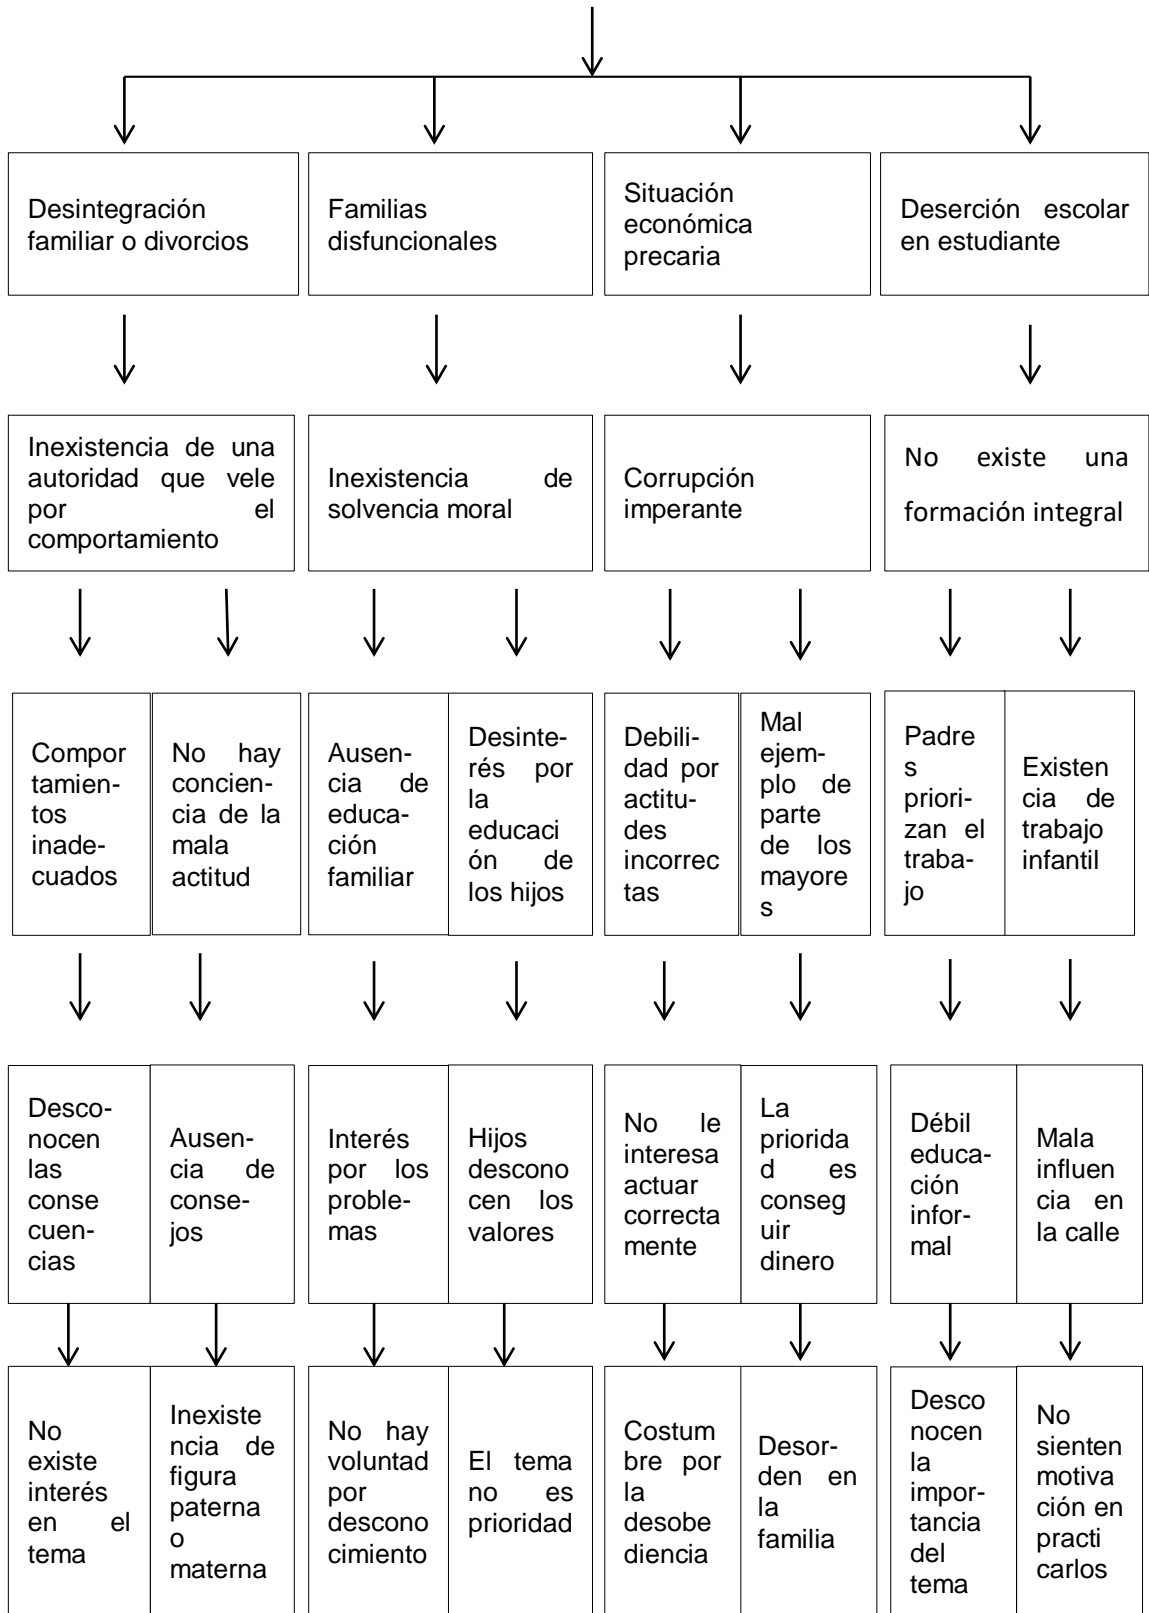 Desintegración
familiar o divorcios
Familias
disfuncionales
Situación
económica
precaria
Deserción escolar
en estudiante
Inexistencia de una
autoridad que vele
por el
comportamiento
Inexistencia de
solvencia moral
Corrupción
imperante
No existe una
formación integral
Compor
tamien-
tos
inade-
cuados
No hay
concien-
cia de la
mala
actitud
Ausen-
cia de
educa-
ción
familiar
Desinte-
rés por
la
educaci
ón de
los hijos
Debili-
dad por
actitu-
des
incorrec
tas
Mal
ejem-
plo de
parte
de los
mayore
s
Padre
s
priori-
zan el
traba-
jo
Existen
cia de
trabajo
infantil
Desco-
nocen
las
conse
cuen-
cias
Ausen-
cia de
conse-
jos
Interés
por los
proble-
mas
Hijos
descono
cen los
valores
No le
interesa
actuar
correcta
mente
La
priorida
d es
conseg
uir
dinero
Débil
educa-
ción
infor-
mal
Mala
influen
cia en
la calle
No
existe
interés
en el
tema
Inexiste
ncia de
figura
paterna
o
materna
No hay
voluntad
por
descono
cimiento
El tema
no es
prioridad
Costum
bre por
la
desobe
diencia
Desor-
den en
la
familia
Desco
nocen
la
impor-
tancia
del
tema
No
sienten
motiva
ción en
practi
carlos